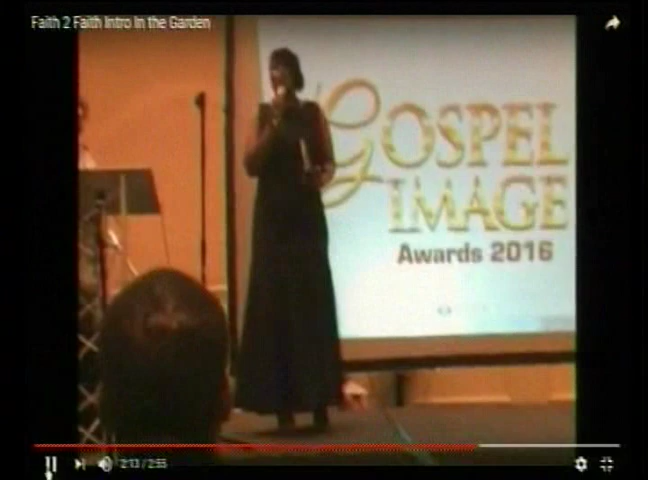 Faith 2 Faith Intro In the Garden
GOSPEL
IMAGE
Awards 2016
2:13 / 2:55